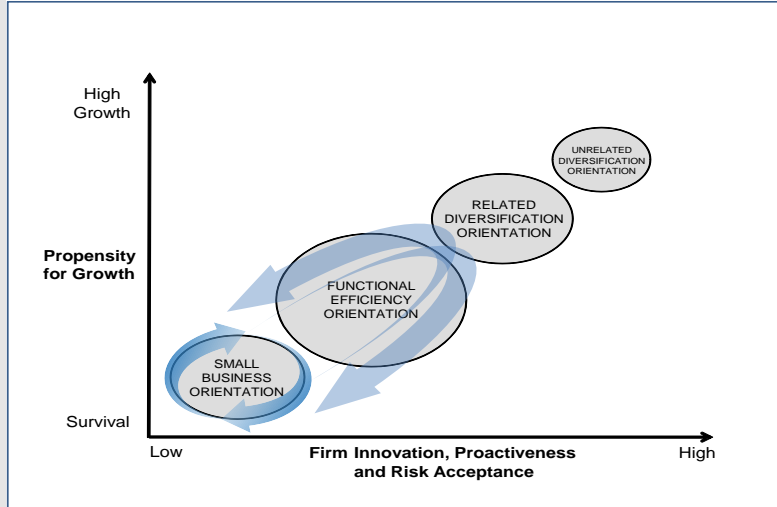 High
Growth
UNRELATED
DIVERSIFICATION
ORIENTATION
RELATED
DIVERSIFICATION
ORIENTATION
Propensity
for Growth
FUNCTIONAL
EFFICIENCY
ORIENTATION
SMALL
BUSINESS
ORIENTATION
Survival
Low
Firm Innovation, Proactiveness
and Risk Acceptance
High